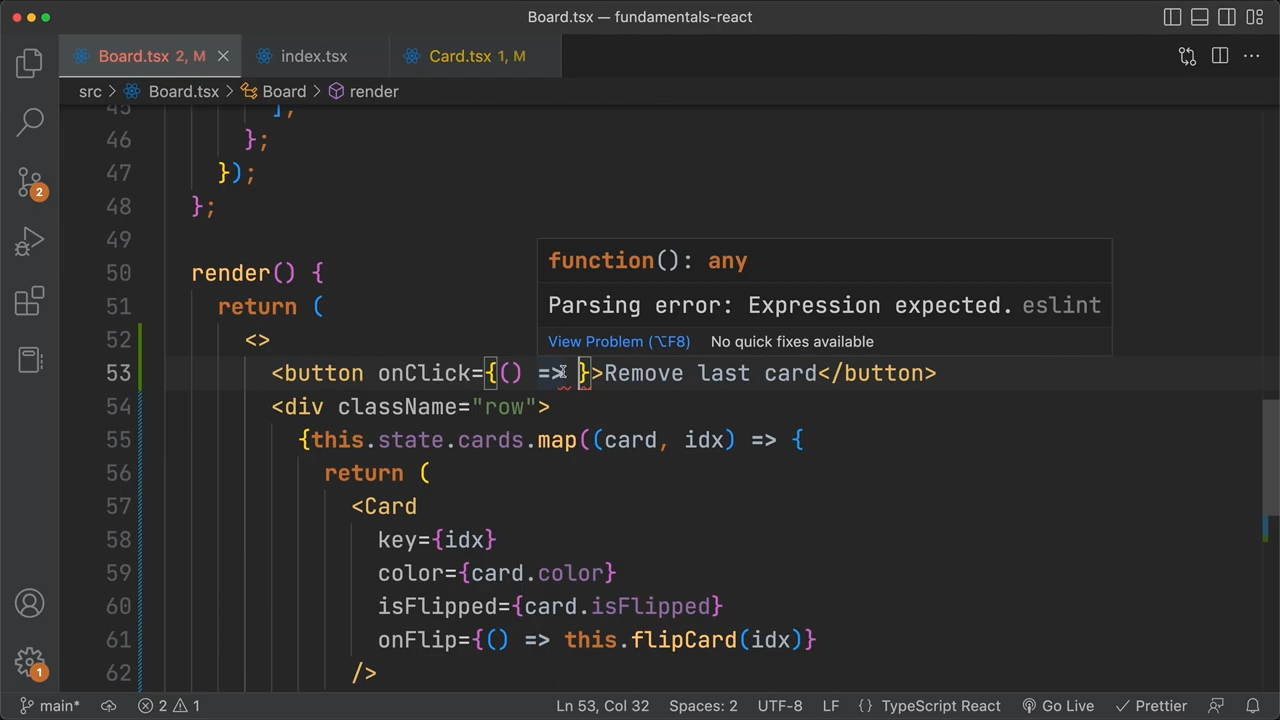 Board.tsx — fundamentals-react
Board.tsx 2, M
index.tsx
Card.tsx 1, M
src > Board.tsx > Board > render
45 ],
46 };
47 });
48 };
49
50 render() {
51 return (
52 <>
53 <button onClick={() => }>Remove last card</button>
54 <div className="row">
55 {this.state.cards.map((card, idx) => {
56 return (
57 <Card
58 key={idx}
59 color={card.color}
60 isFlipped={card.isFlipped}
61 onFlip={() => this.flipCard(idx)}
62 />
function(): any
Parsing error: Expression expected. eslint
View Problem (⌥F8) No quick fixes available
2
1
main* 2 1 Ln 53, Col 32 Spaces: 2 UTF-8 LF {} TypeScript React Go Live Prettier